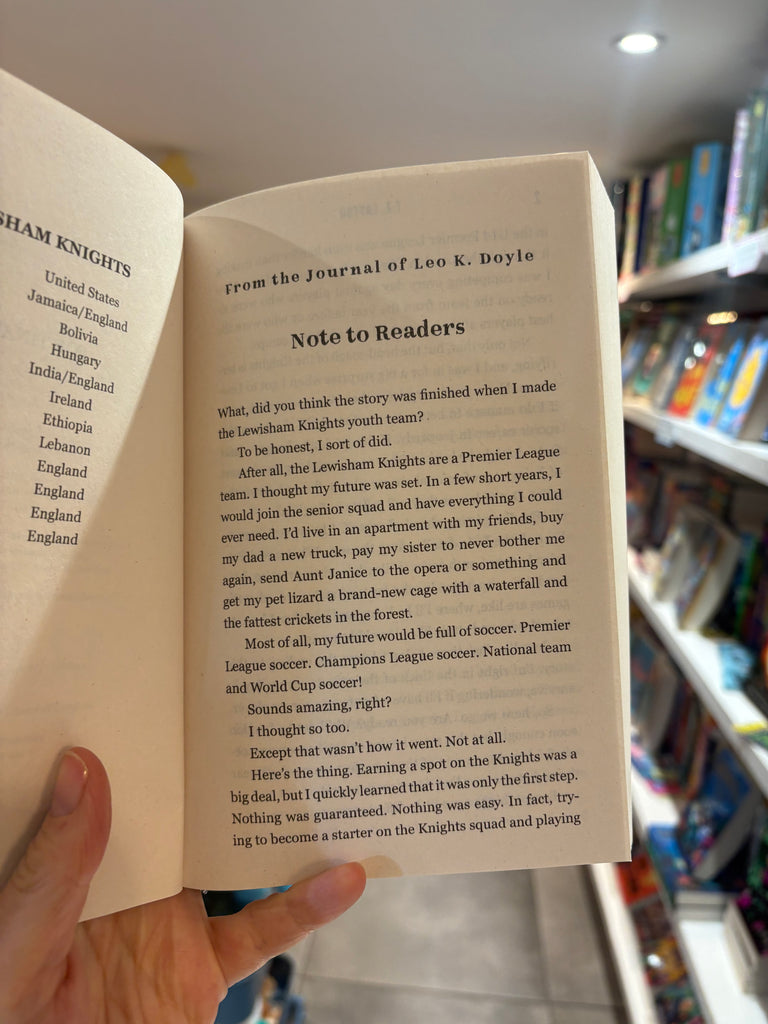 SHAM KNIGHTS
United States
Jamaica/England
Bolivia
Hungary
India/England
Ireland
Ethiopia
Lebanon
England
England
England
England
From the Journal of Leo K. Doyle
Note to Readers
What, did you think the story was finished when I made
the Lewisham Knights youth team?
To be honest, I sort of did.
After all, the Lewisham Knights are a Premier League
team. I thought my future was set. In a few short years, I
would join the senior squad and have everything I could
ever need. I'd live in an apartment with my friends, buy
my dad a new truck, pay my sister to never bother me
again, send Aunt Janice to the opera or something and
get my pet lizard a brand-new cage with a waterfall and
the fattest crickets in the forest.
Most of all, my future would be full of soccer. Premier
League soccer. Champions League soccer. National team
and World Cup soccer!
Sounds amazing, right?
I thought so too.
Except that wasn't how it went. Not at all.
Here's the thing. Earning a spot on the Knights was a
big deal, but I quickly learned that it was only the first step.
Nothing was guaranteed. Nothing was easy. In fact, try-
ing to become a starter on the Knights squad and playing